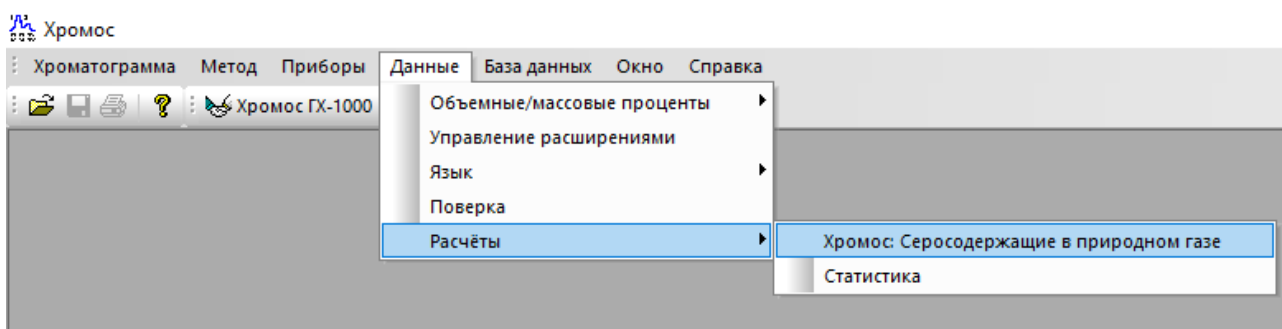 Хромос
Хроматограмма Метод Приборы Данные База данных Окно Справка
Хромос ГХ-1000
Объемные/массовые проценты
Управление расширениями
Язык
Поверка
Расчёты
Хромос: Серосодержащие в природном газе
Статистика